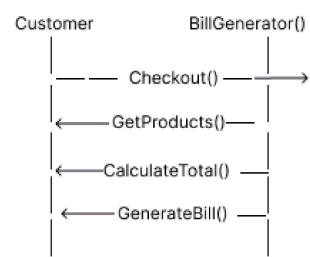 Customer BillGenerator()
Checkout()
GetProducts()
CalculateTotal()
GenerateBill()